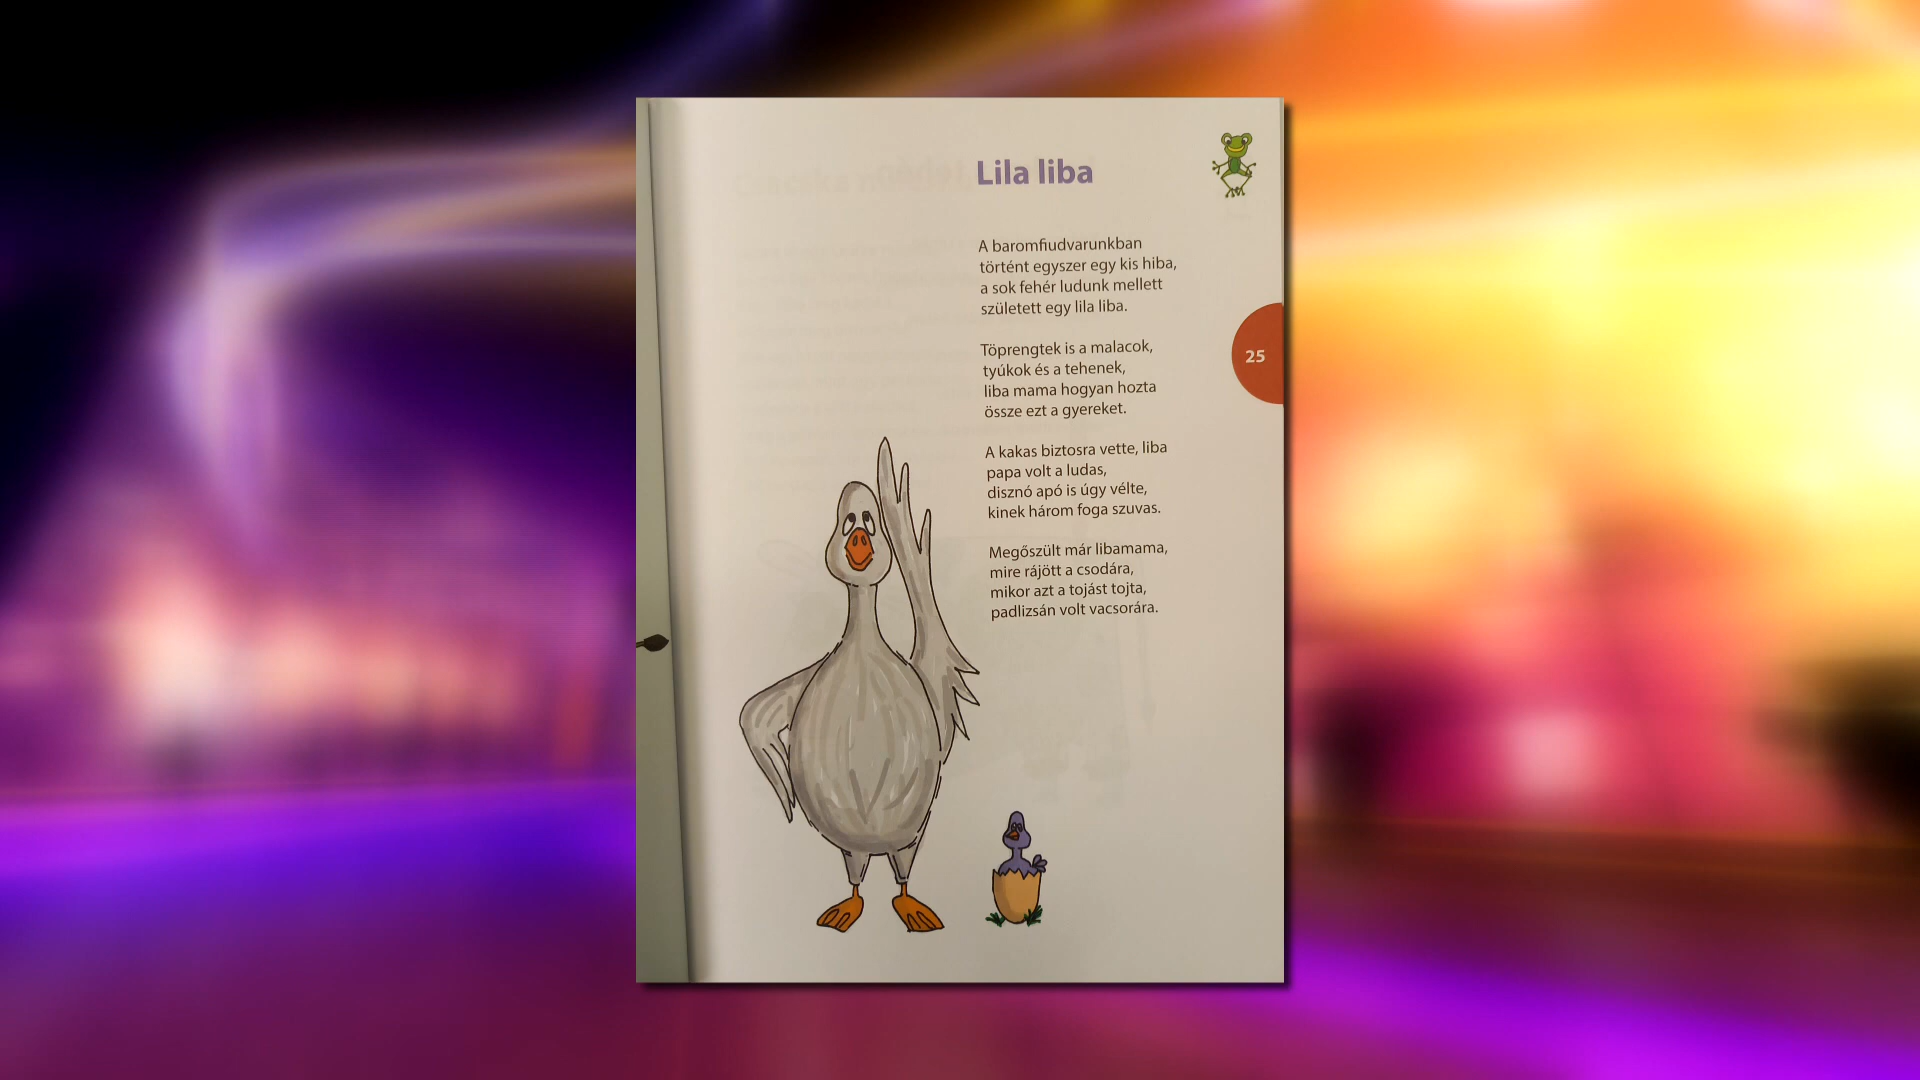 Lila liba
A baromfiudvarunkban
történt egyszer egy kis hiba,
a sok fehér ludunk mellett
született egy lila liba.
Töprengtek is a malacok,
tyúkok és a tehenek,
liba mama hogyan hozta
össze ezt a gyereket.
A kakas biztosra vette, liba
papa volt a ludas,
disznó apó is úgy vélte,
kinek három foga szuvas.
Megőszült már libamama,
mire rájött a csodára,
mikor azt a tojást tojta,
padlizsán volt vacsorára.
25